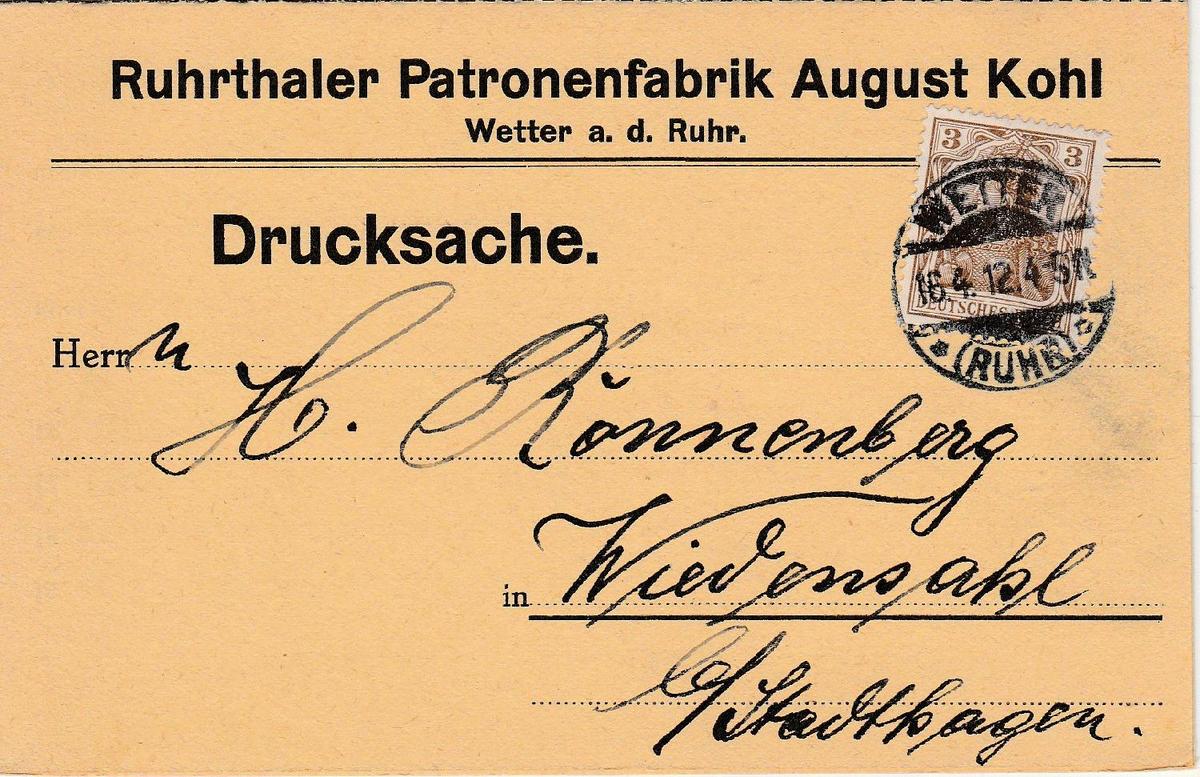 Ruhrthaler Patronenfabrik August Kohl
Wetter a. d. Ruhr.
3 3
WETTER
16.4.12.4-5N
DEUTSCHES
(RUHR)
Drucksache.
Herrn
H. Rönnenberg
in Wiedensahl
b/Stadthagen.